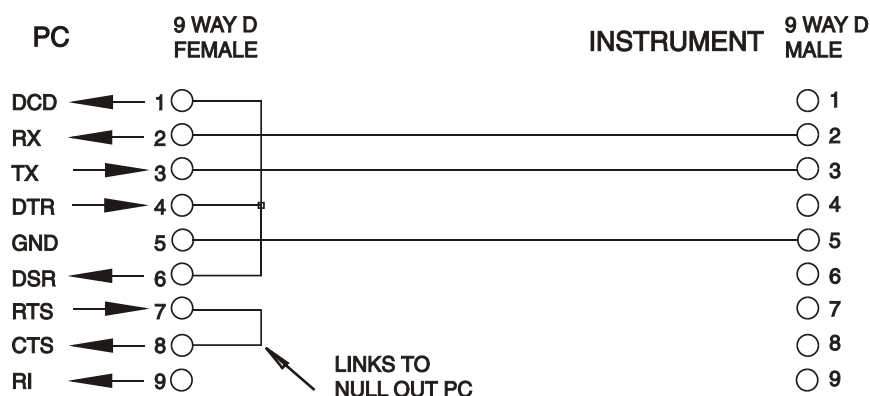 PC
9 WAY D
FEMALE
INSTRUMENT
9 WAY D
MALE
DCD 1 1
RX 2 2
TX 3 3
DTR 4 4
GND 5 5
DSR 6 6
RTS 7 7
CTS 8 8
RI 9 9
LINKS TO
NULL OUT PC